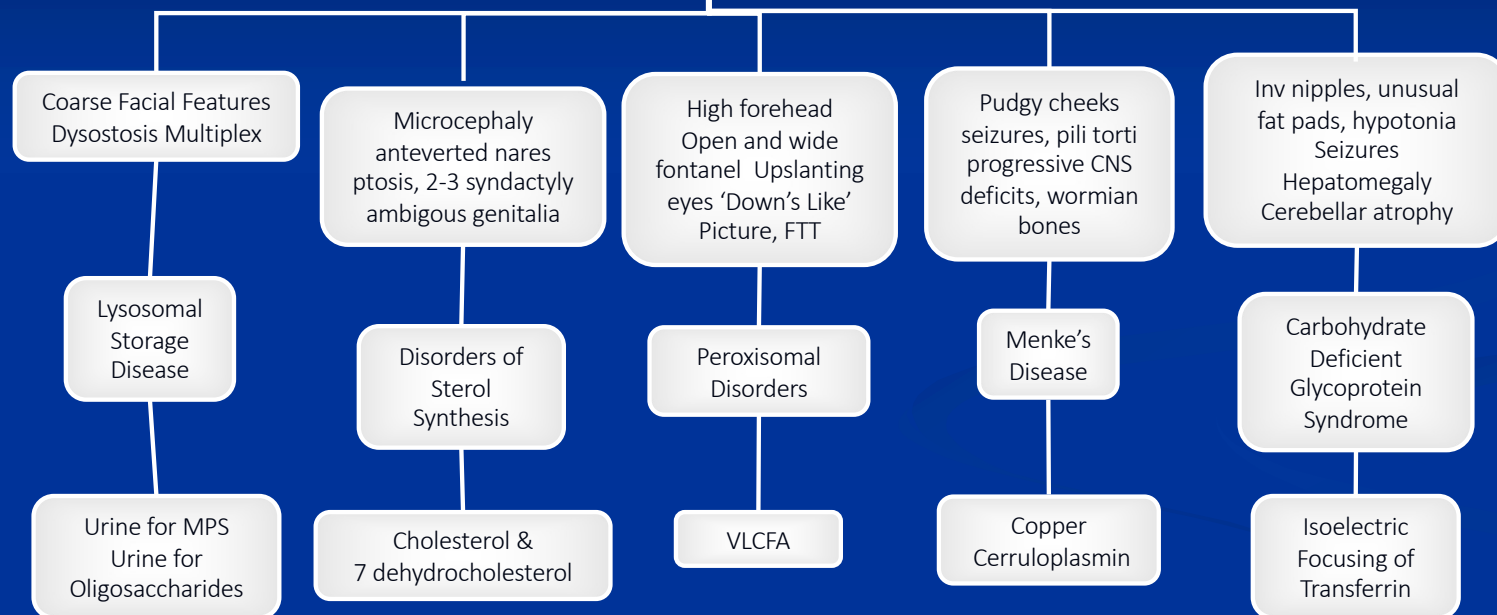 Coarse Facial Features
Dysostosis Multiplex
Microcephaly
anteverted nares
ptosis, 2-3 syndactyly
ambigous genitalia
High forehead
Open and wide
fontanel Upslanting
eyes ‘Down’s Like’
Picture, FTT
Pudgy cheeks
seizures, pili torti
progressive CNS
deficits, wormian
bones
Inv nipples, unusual
fat pads, hypotonia
Seizures
Hepatomegaly
Cerebellar atrophy
Lysosomal
Storage
Disease
Disorders of
Sterol
Synthesis
Peroxisomal
Disorders
Menke’s
Disease
Carbohydrate
Deficient
Glycoprotein
Syndrome
Urine for MPS
Urine for
Oligosaccharides
Cholesterol &
7 dehydrocholesterol
VLCFA
Copper
Cerruloplasmin
Isoelectric
Focusing of
Transferrin